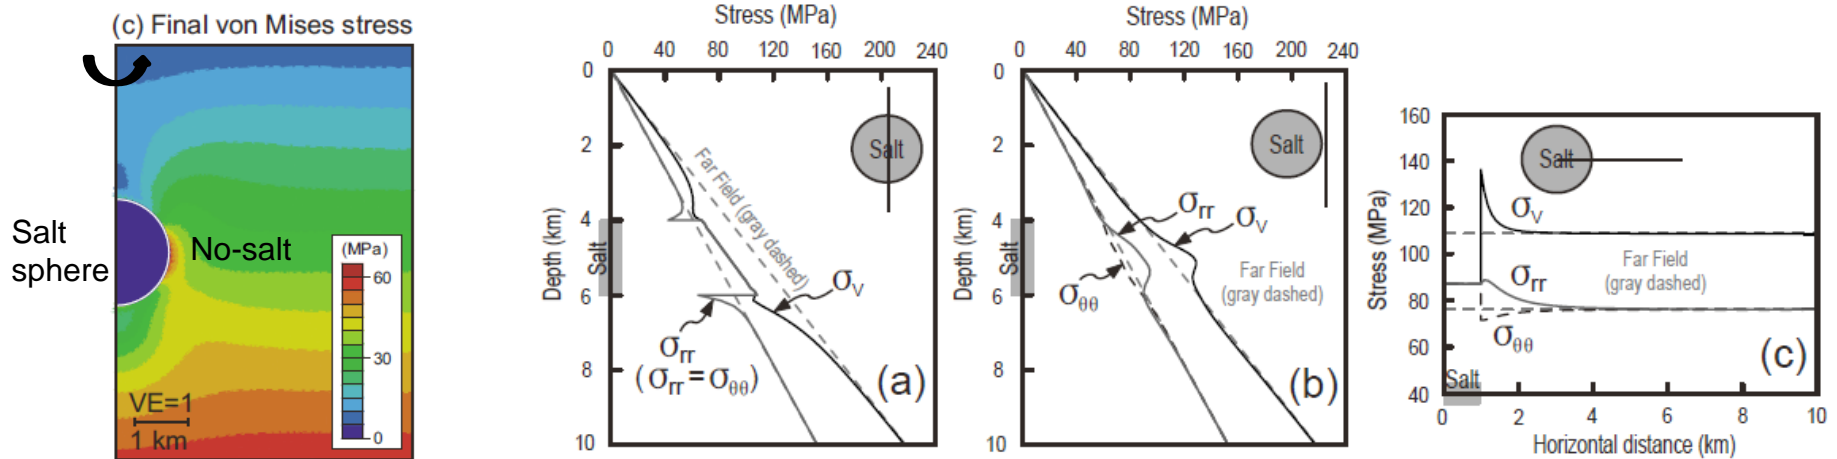 (c) Final von Mises stress
Salt
sphere
No-salt
(MPa)
60
30
0
VE=1
1 km
Stress (MPa)
0 40 80 120 160 200 240
Depth (km)
0
2
4
6
8
10
Salt
Salt
Far Field (gray dashed)
σV
σrr
(σrr=σθθ)
(a)
Stress (MPa)
0 40 80 120 160 200 240
Depth (km)
0
2
4
6
8
10
Salt
Salt
σrr
σV
σθθ
Far Field
(gray dashed)
(b)
Stress (MPa)
160
140
120
100
80
60
40
Salt
σV
σrr
σθθ
Far Field
(gray dashed)
(c)
Salt
0 2 4 6 8 10
Horizontal distance (km)